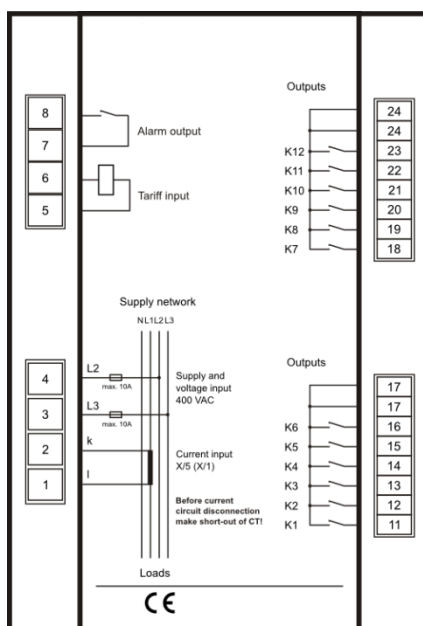 8
7
6
5
Alarm output
Tariff input
Outputs
K12
K11
K10
K9
K8
K7
24
24
23
22
21
20
19
18
Supply network
N L1 L2 L3
4
3
2
1
L2
max. 10A
L3
max. 10A
k
l
Supply and
voltage input
400 VAC
Current input
X/5 (X/1)
Before current
circuit disconnection
make short-out of CT!
Loads
Outputs
K6
K5
K4
K3
K2
K1
17
17
16
15
14
13
12
11
CE